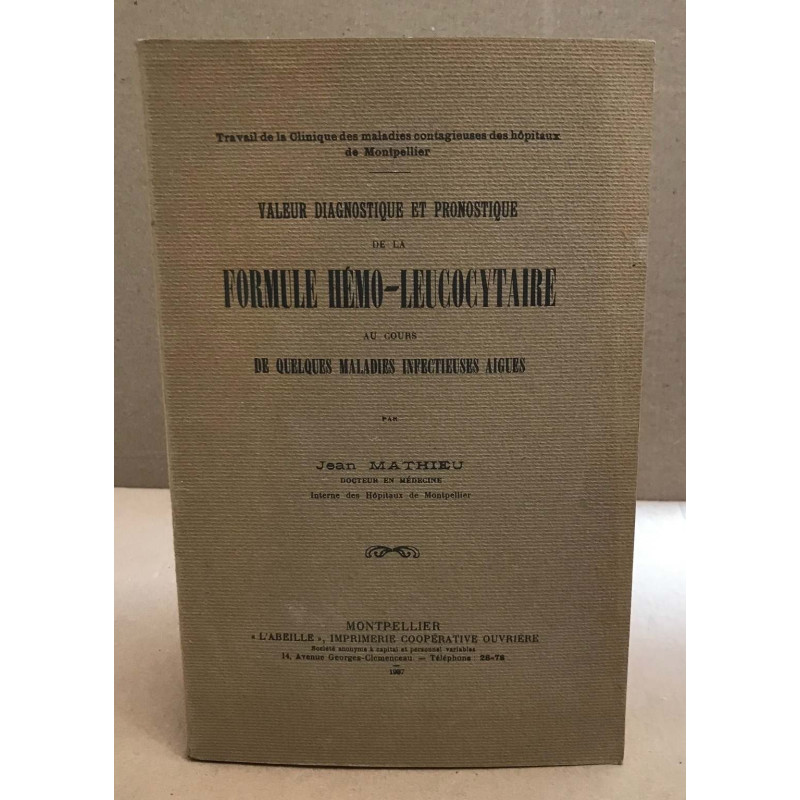 Travail de la Clinique des maladies contagieuses des hôpitaux
de Montpellier
VALEUR DIAGNOSTIQUE ET PRONOSTIQUE
DE LA
FORMULE HÉMO-LEUCOCYTAIRE
AU COURS
DE QUELQUES MALADIES INFECTIEUSES AIGUES
PAR
Jean MATHIEU
DOCTEUR EN MÉDECINE
Interne des Hôpitaux de Montpellier
MONTPELLIER
« L'ABEILLE », IMPRIMERIE COOPÉRATIVE OUVRIÈRE
Société anonyme à capital et personnel variables
14, Avenue Georges-Clemenceau. — Téléphone : 26-78